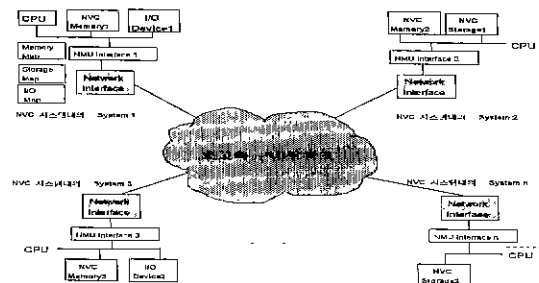 CPU
NVC Memory1
I/O Device1
NVC Memory2
NVC Storage1
CPU
Memory Map
NMU Interface 1
NMU Interface 2
Storage Map
I/O Map
Network Interface
Network Interface
NVC 시스템내의 System 1
NVC 시스템내의 System 2
NVC 시스템내의 System 3
NVC 시스템내의 System n
Network Interface
Network Interface
NMU Interface 3
NMU Interface n
CPU
CPU
NVC Memory3
I/O Device2
NVC